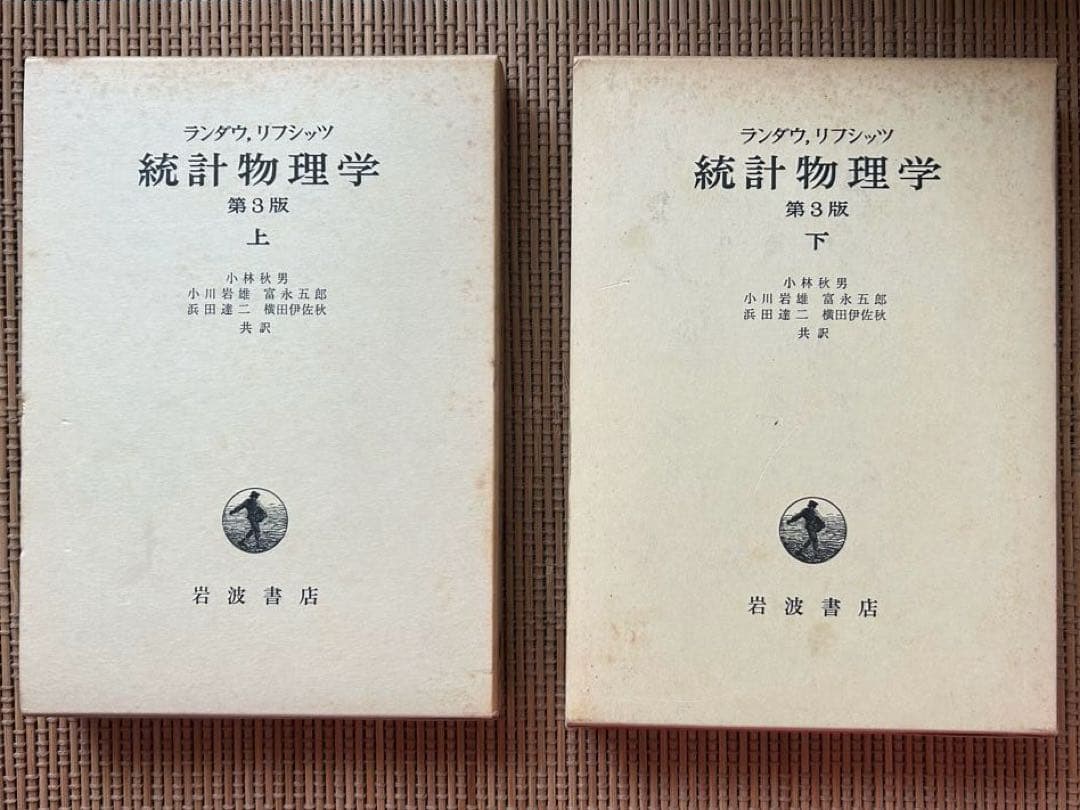 ランダウ, リフシッツ
統計物理学
第3版
上
小林秋男
小川岩雄 富永五郎
浜田達二 横田伊佐秋
共訳
岩波書店
ランダウ, リフシッツ
統計物理学
第3版
下
小林秋男
小川岩雄 富永五郎
浜田達二 横田伊佐秋
共訳
岩波書店